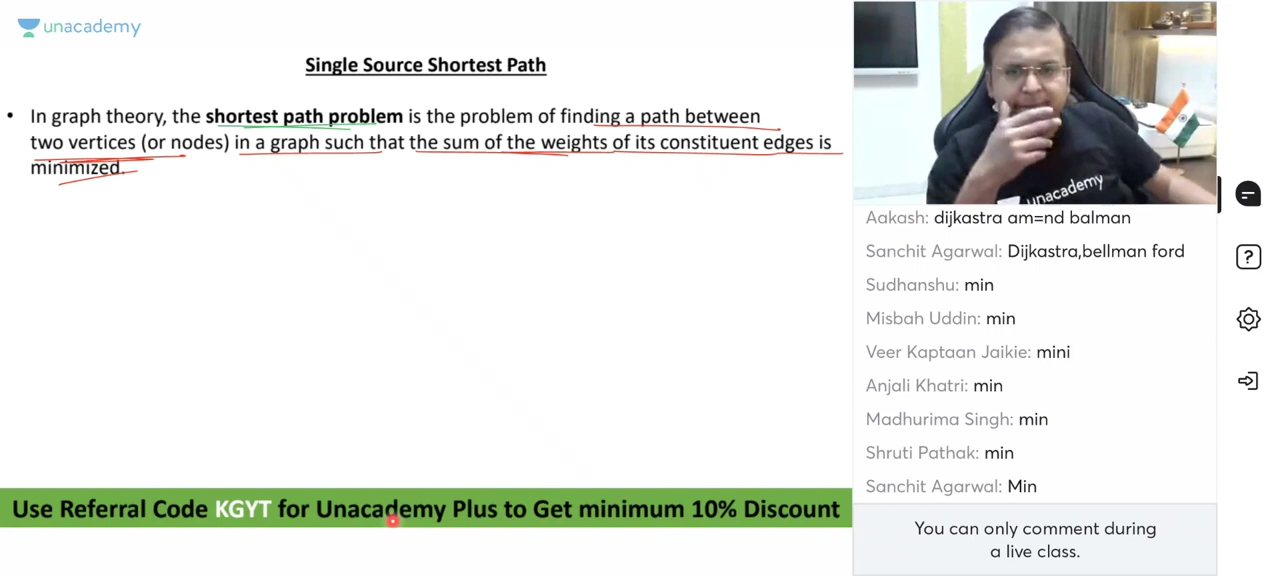 unacademy
Single Source Shortest Path
• In graph theory, the shortest path problem is the problem of finding a path between
two vertices (or nodes) in a graph such that the sum of the weights of its constituent edges is
minimized.
Use Referral Code KGYT for Unacademy Plus to Get minimum 10% Discount
unacademy
Aakash: dijkastra am=nd balman
Sanchit Agarwal: Dijkastra,bellman ford
Sudhanshu: min
Misbah Uddin: min
Veer Kaptaan Jaikie: mini
Anjali Khatri: min
Madhurima Singh: min
Shruti Pathak: min
Sanchit Agarwal: Min
You can only comment during
a live class.